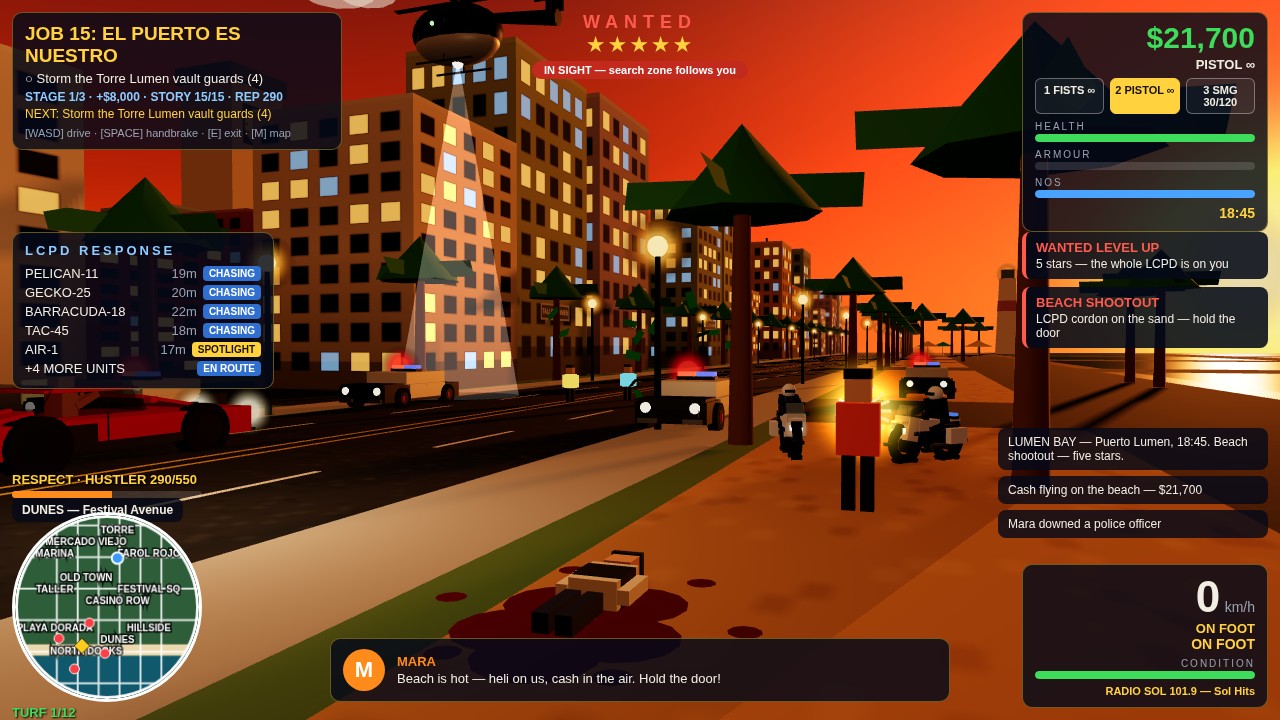 JOB 15: EL PUERTO ES
NUESTRO
○ Storm the Torre Lumen vault guards (4)
STAGE 1/3 · +$8,000 · STORY 15/15 · REP 290
NEXT: Storm the Torre Lumen vault guards (4)
[WASD] drive · [SPACE] handbrake · [E] exit · [M] map
WANTED
★★★★★
IN SIGHT — search zone follows you
$21,700
PISTOL ∞
1 FISTS ∞
2 PISTOL ∞
3 SMG
30/120
HEALTH
ARMOUR
NOS
18:45
WANTED LEVEL UP
5 stars — the whole LCPD is on you
BEACH SHOOTOUT
LCPD cordon on the sand — hold the
door
LCPD RESPONSE
PELICAN-11 19m CHASING
GECKO-25 20m CHASING
BARRACUDA-18 22m CHASING
TAC-45 18m CHASING
AIR-1 17m SPOTLIGHT
+4 MORE UNITS EN ROUTE
LUMEN BAY — Puerto Lumen, 18:45. Beach
shootout — five stars.
Cash flying on the beach — $21,700
Mara downed a police officer
RESPECT · HUSTLER 290/550
DUNES — Festival Avenue
TORRE
MERCADO VIEJO
MARINA
FAROL ROJO
OLD TOWN
TALLER
FESTIVAL SQ
CASINO ROW
PLAYA DORADA
HILLSIDE
DUNES
NORTH DOCKS
TURF 1/12
M
MARA
Beach is hot — heli on us, cash in the air. Hold the door!
0 km/h
ON FOOT
ON FOOT
CONDITION
RADIO SOL 101.9 — Sol Hits